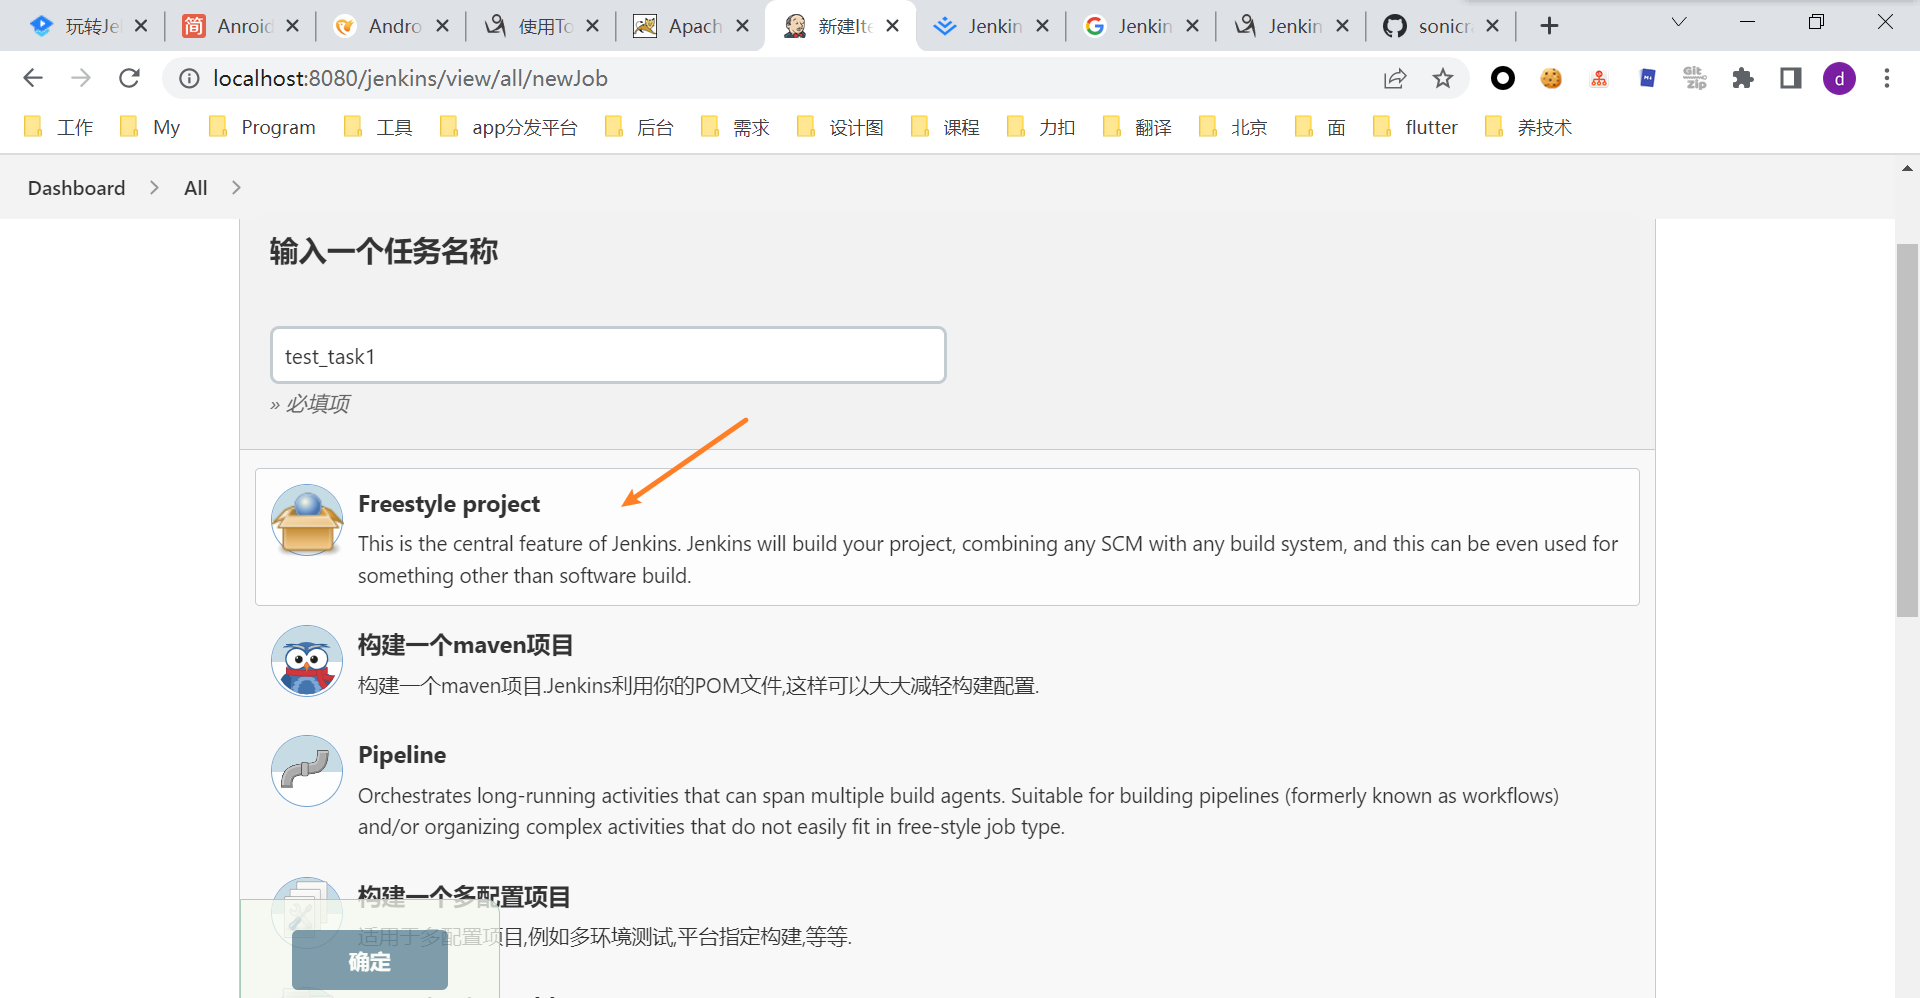 玩转Je
Anroid
Andro
使用To
Apach
新建Ite
Jenkin
Jenkin
Jenkin
sonicr
localhost:8080/jenkins/view/all/newJob
Git Zip
d
工作
My
Program
工具
app分发平台
后台
需求
设计图
课程
力扣
翻译
北京
面
flutter
养技术
Dashboard
All
输入一个任务名称
test_task1
» 必填项
Freestyle project
This is the central feature of Jenkins. Jenkins will build your project, combining any SCM with any build system, and this can be even used for
something other than software build.
构建一个maven项目
构建一个maven项目.Jenkins利用你的POM文件,这样可以大大减轻构建配置.
Pipeline
Orchestrates long-running activities that can span multiple build agents. Suitable for building pipelines (formerly known as workflows)
and/or organizing complex activities that do not easily fit in free-style job type.
构建一个多配置项目
适用于多配置项目,例如多环境测试,平台指定构建,等等.
确定